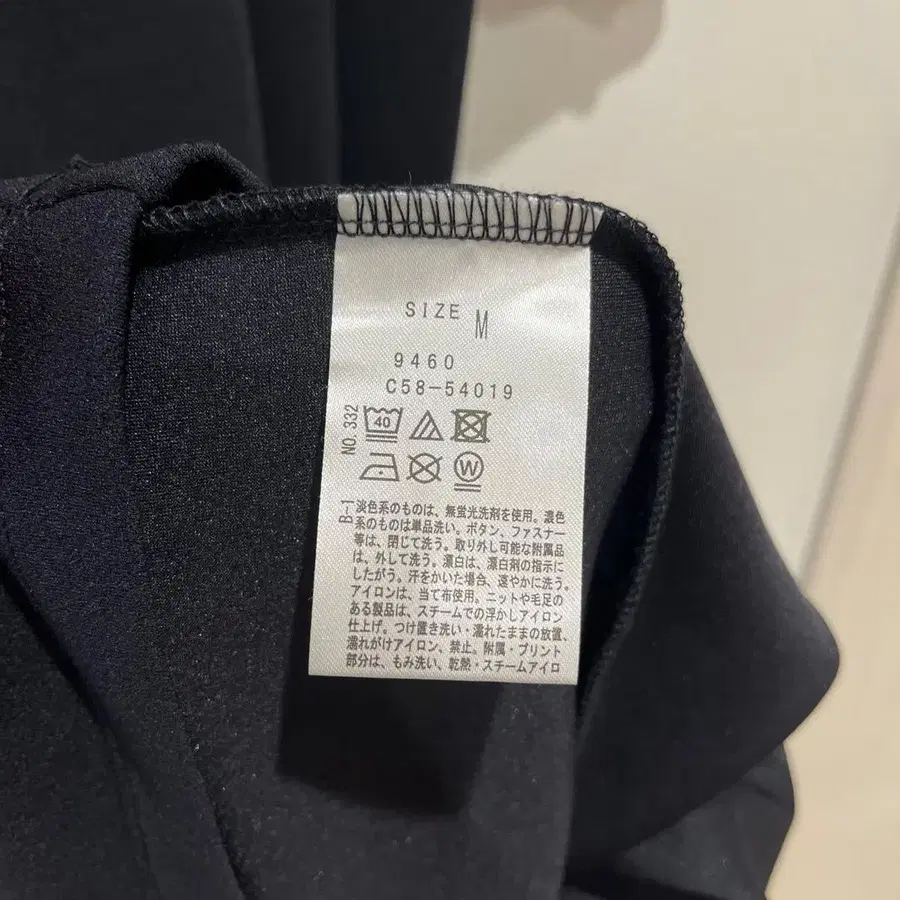 SIZE M
9460
C58-54019
NO. 332
40
W
B-1
淡色系のものは、無蛍光洗剤を使用。濃色
系のものは単品洗い。ボタン、ファスナー
等は、閉じて洗う。取り外し可能な附属品
は、外して洗う。漂白は、漂白剤の指示に
したがう。汗をかいた場合、速やかに洗う。
アイロンは、当て布使用。ニットや毛足の
ある製品は、スチームでの浮かしアイロン
仕上げ。つけ置き洗い・濡れたままの放置、
濡れがけアイロン、禁止。附属・プリント
部分は、もみ洗い、乾熱・スチームアイロ